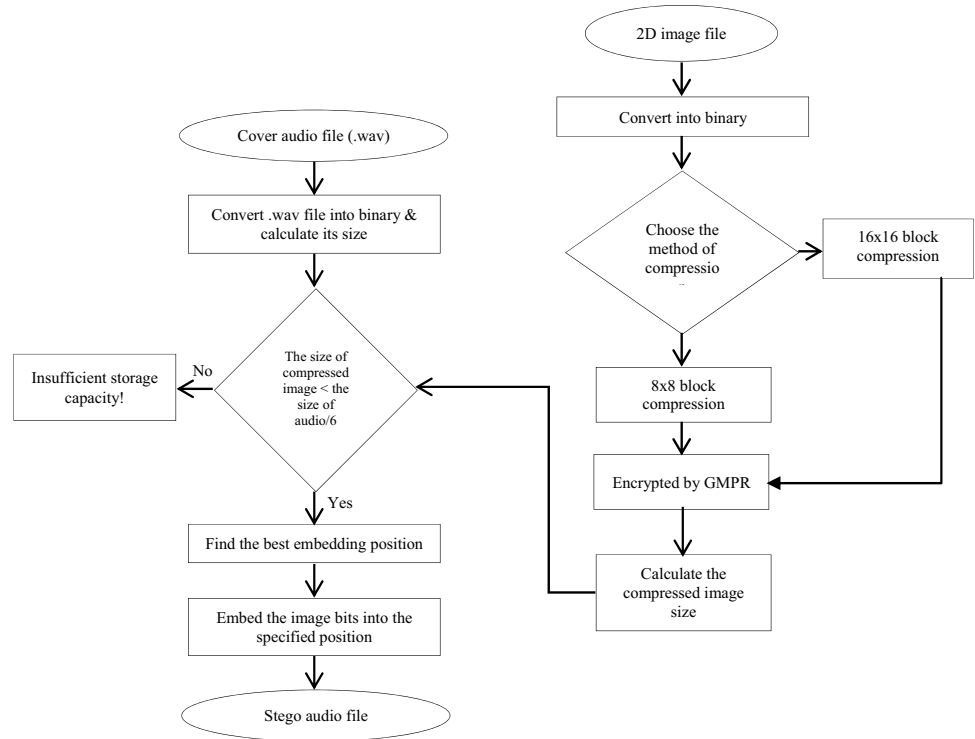 2D image file
Convert into binary
Choose the
method of
compressio
16x16 block
compression
8x8 block
compression
Encrypted by GMPR
Calculate the
compressed image
size
Cover audio file (.wav)
Convert .wav file into binary &
calculate its size
The size of
compressed
image < the
size of
audio/6
No
Insufficient storage
capacity!
Yes
Find the best embedding position
Embed the image bits into the
specified position
Stego audio file